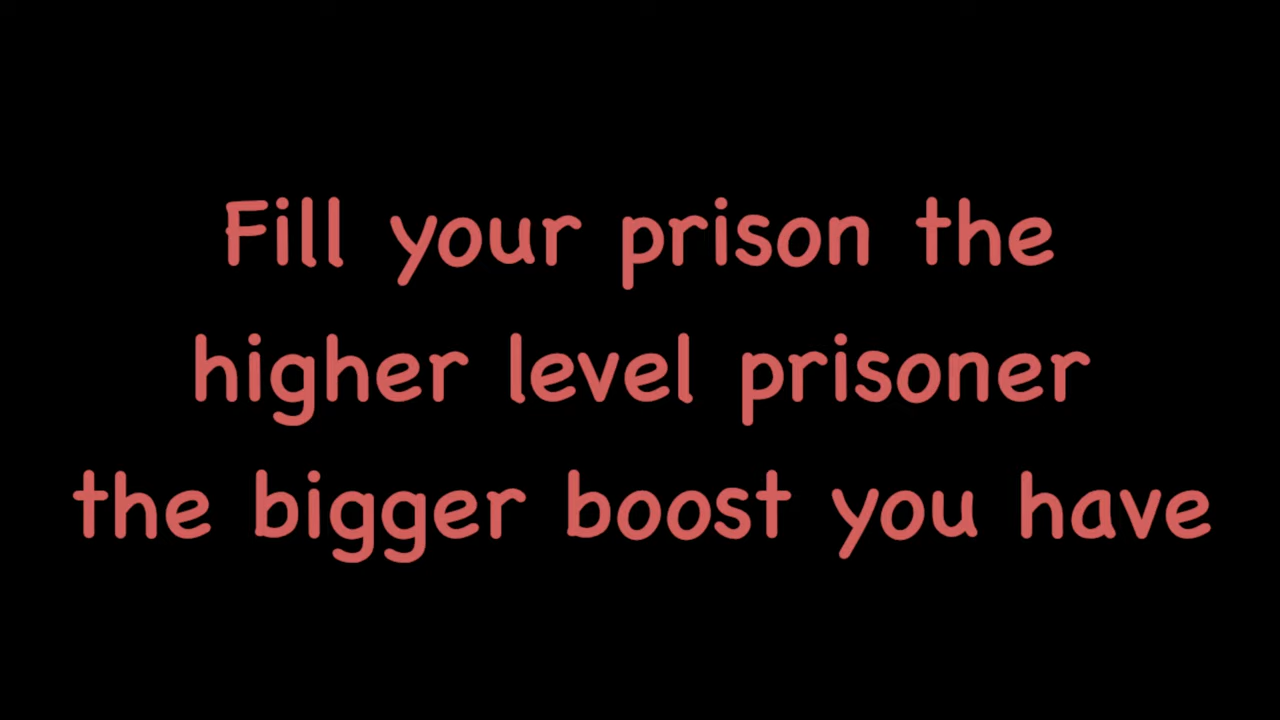 Fill your prison the
higher level prisoner
the bigger boost you have